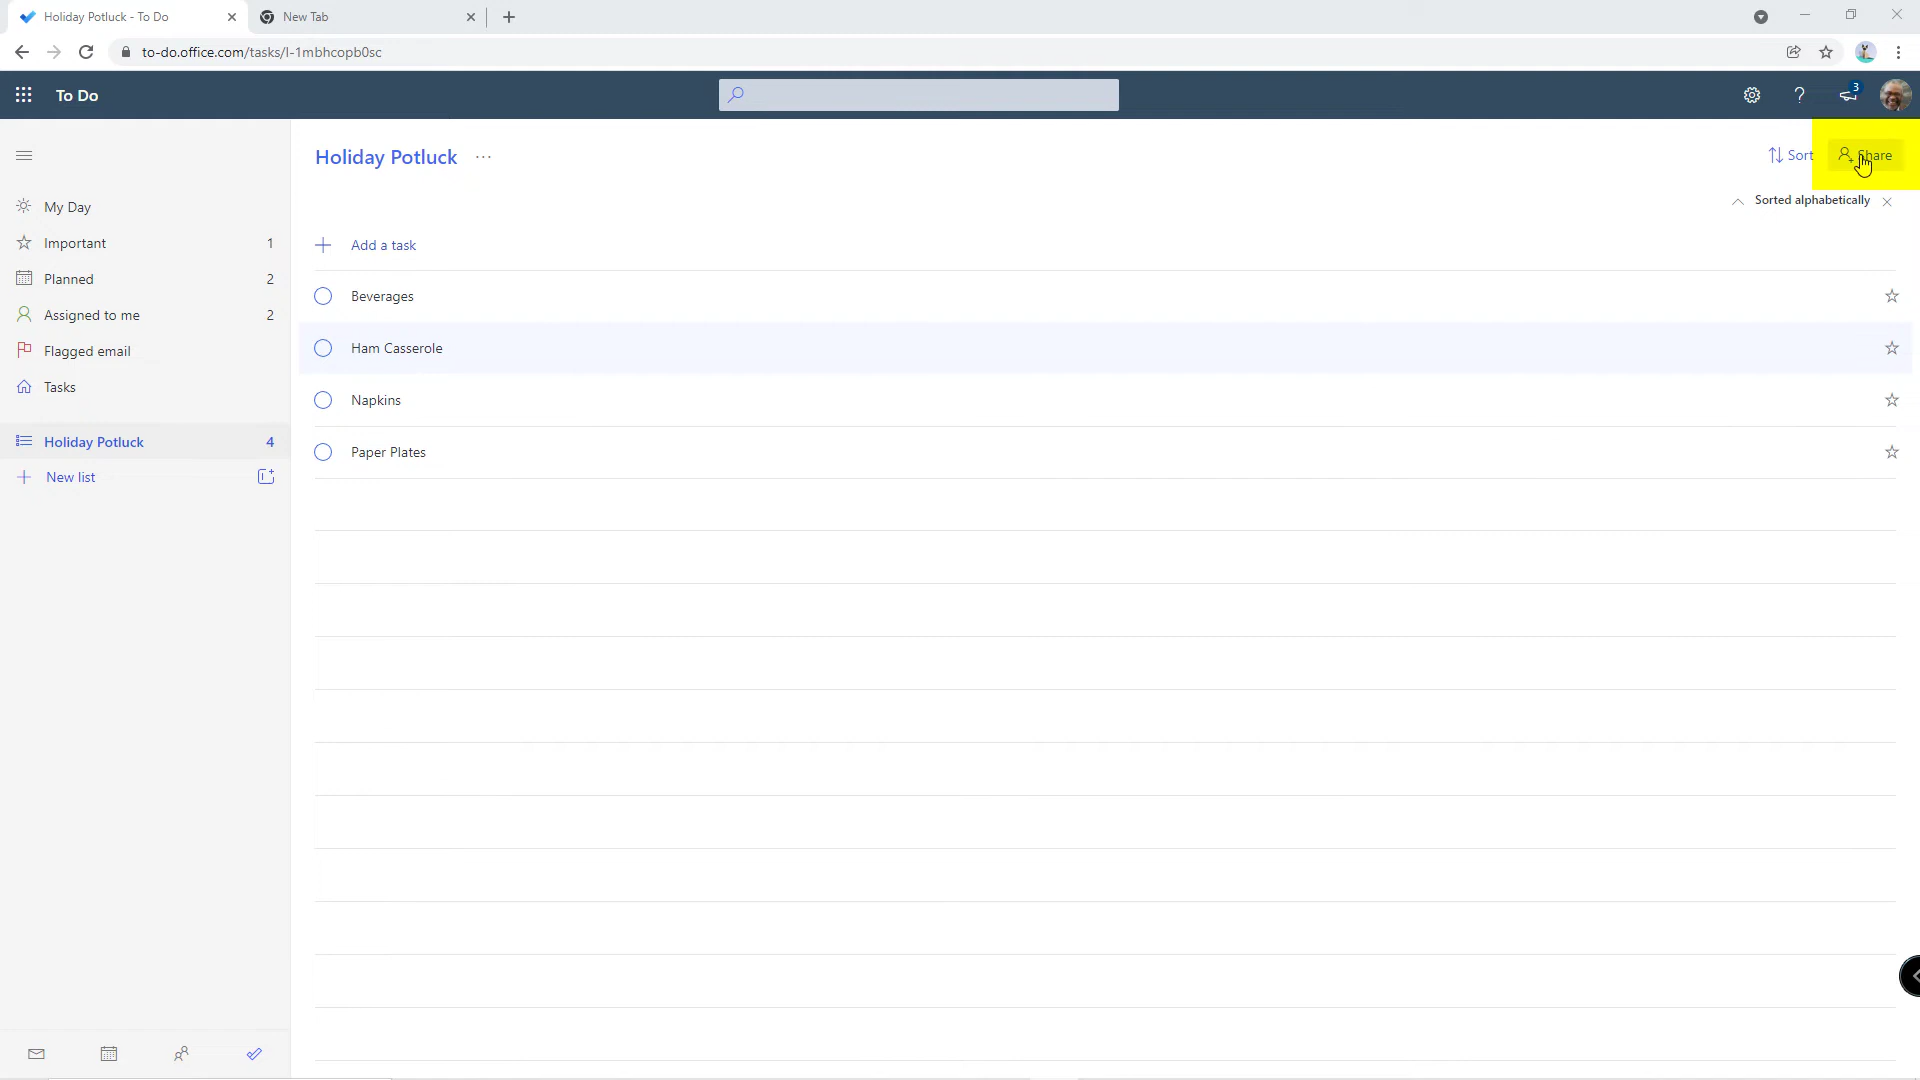 Holiday Potluck - To Do
New Tab
to-do.office.com/tasks/l-1mbhcopb0sc
To Do
3
Holiday Potluck ...
Sort
Share
Sorted alphabetically
My Day
Important 1
Planned 2
Assigned to me 2
Flagged email
Tasks
Holiday Potluck 4
New list
Add a task
Beverages
Ham Casserole
Napkins
Paper Plates